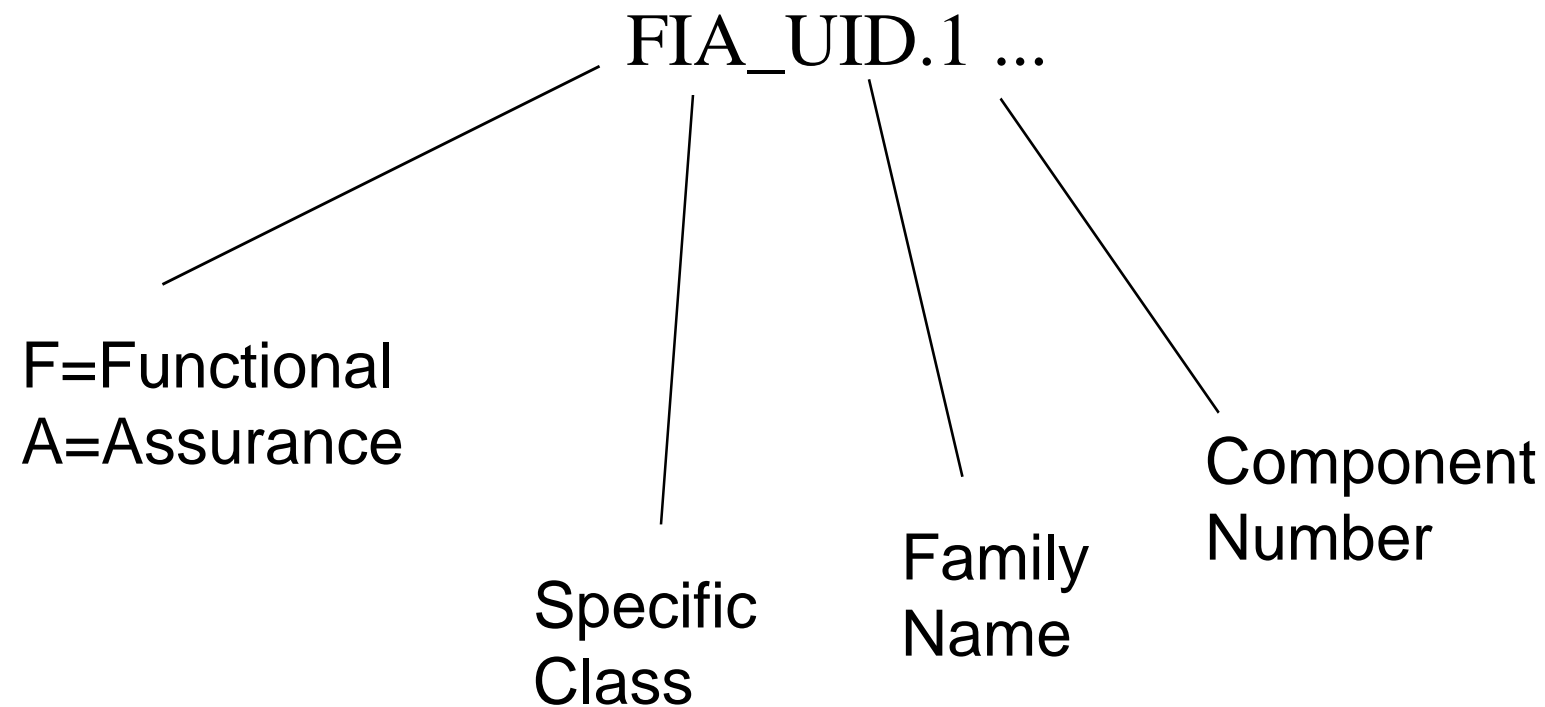 FIA_UID.1 ...
F=Functional
A=Assurance
Specific
Class
Family
Name
Component
Number